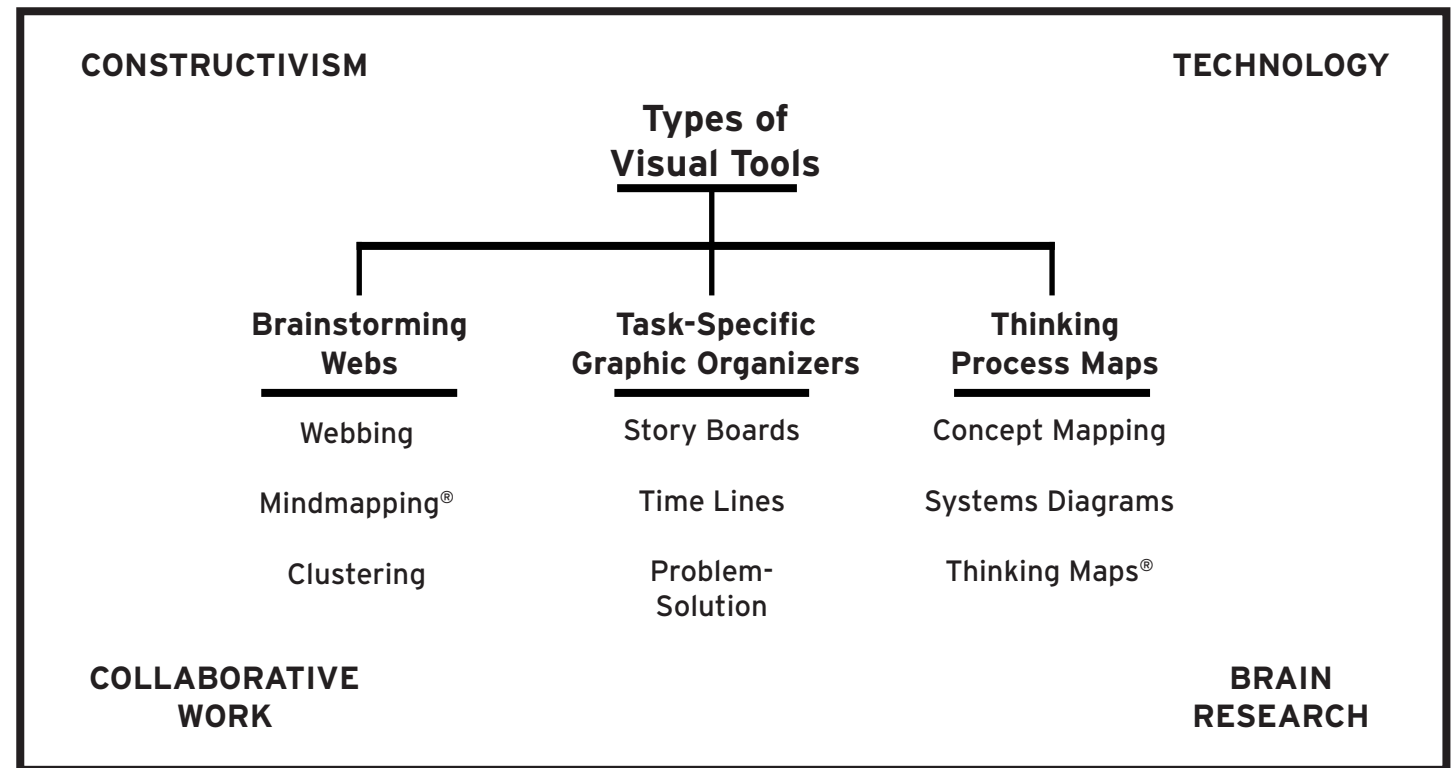 CONSTRUCTIVISM
TECHNOLOGY
Types of
Visual Tools
Brainstorming
Webs
Webbing
Mindmapping®
Clustering
Task-Specific
Graphic Organizers
Story Boards
Time Lines
Problem-
Solution
Thinking
Process Maps
Concept Mapping
Systems Diagrams
Thinking Maps®
COLLABORATIVE
WORK
BRAIN
RESEARCH